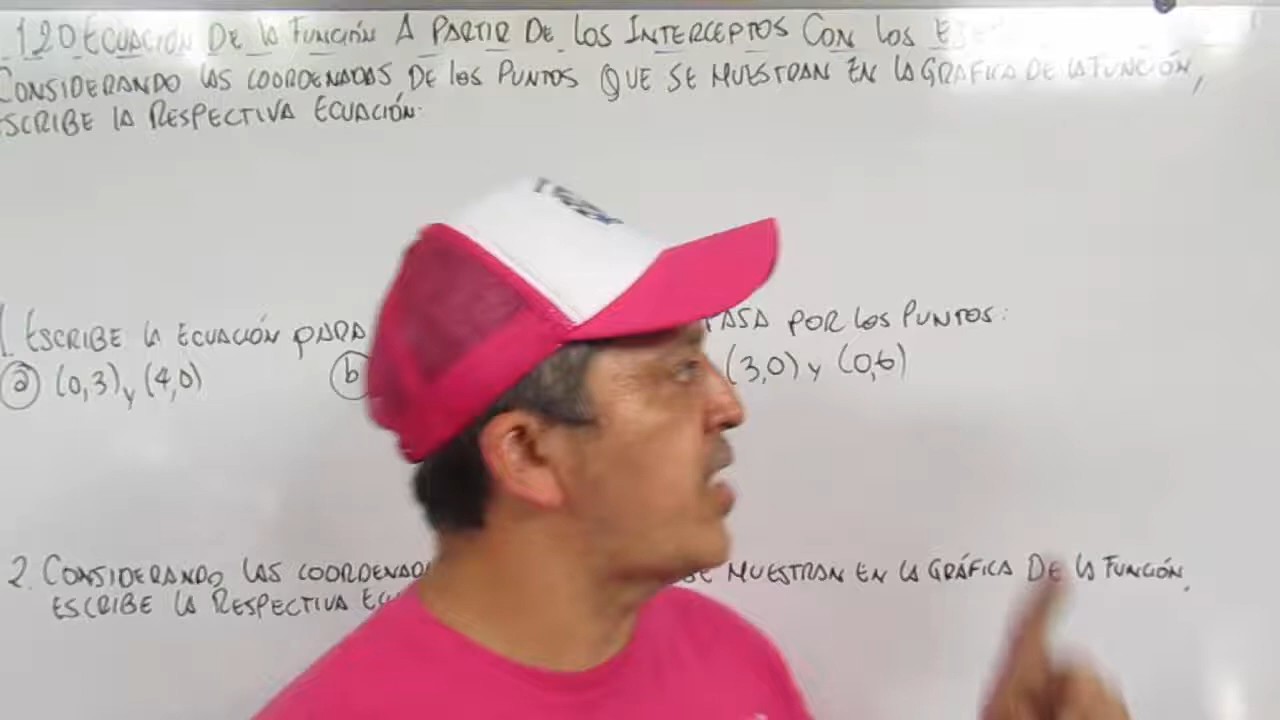 120 ECUACIÓN DE LA FUNCIÓN A PARTIR DE LOS INTERCEPTOS CON LOS
CONSIDERANDO LAS COORDENADAS DE LOS PUNTOS QUE SE MUESTRAN EN LA GRAFICA DE LA FUNCIÓN,
ESCRIBE LA RESPECTIVA ECUACIÓN.
1. ESCRIBE LA ECUACIÓN PARA PASA POR LOS PUNTOS:
a (0,3) y (4,0) b (3,0) y (0,6)
2. CONSIDERANDO LAS SE MUESTRAN EN LA GRÁFICA DE LA FUNCIÓN,
ESCRIBE LA RESPECTIVA